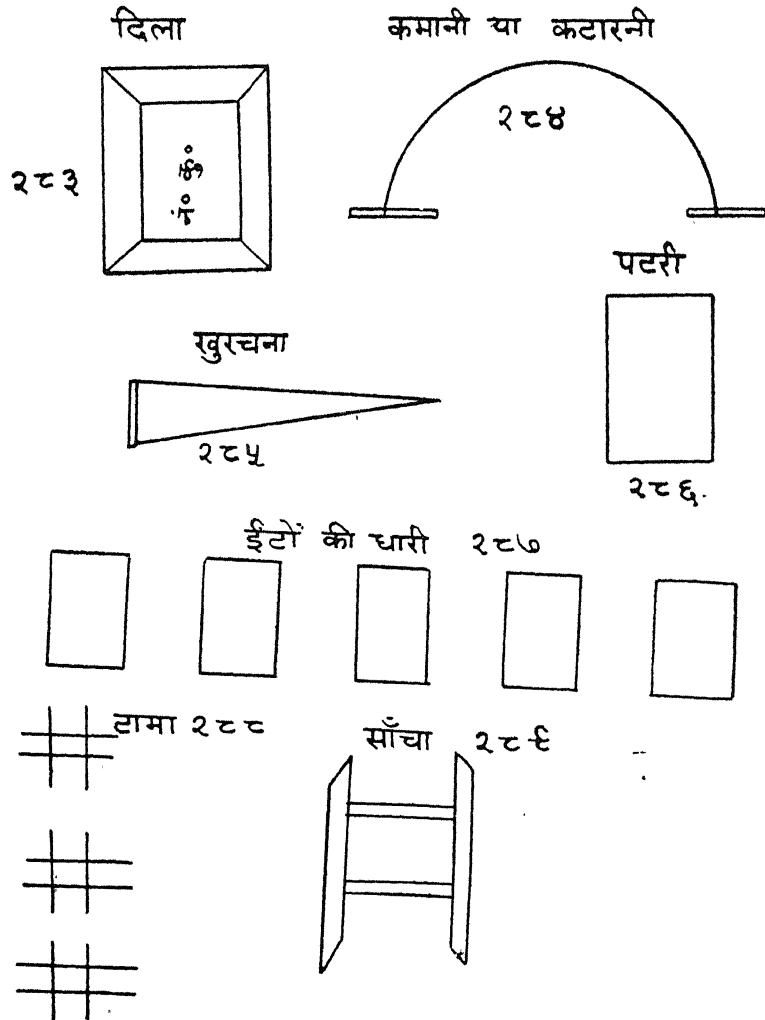 दिला
कमानी या कटारनी
२८३
२८४
पटरी
खुरचना
२८५
२८६.
ईंटों की धारी २८७
टामा २८८
साँचा २८९